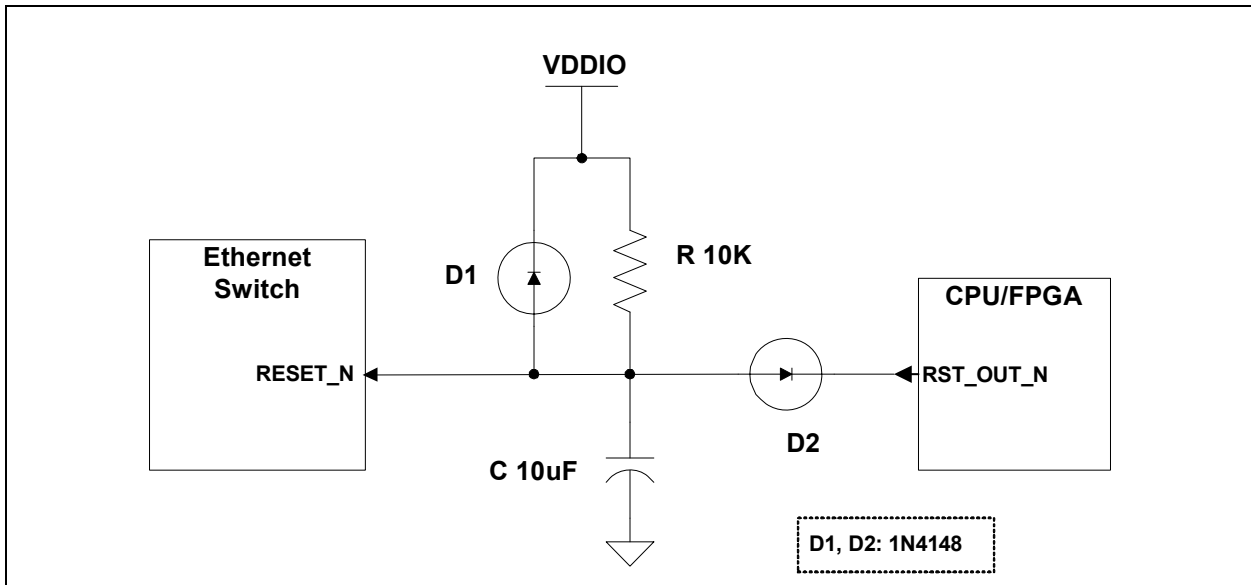 VDDIO
Ethernet
Switch
D1
R 10K
CPU/FPGA
RESET_N
RST_OUT_N
D2
C 10uF
D1, D2: 1N4148